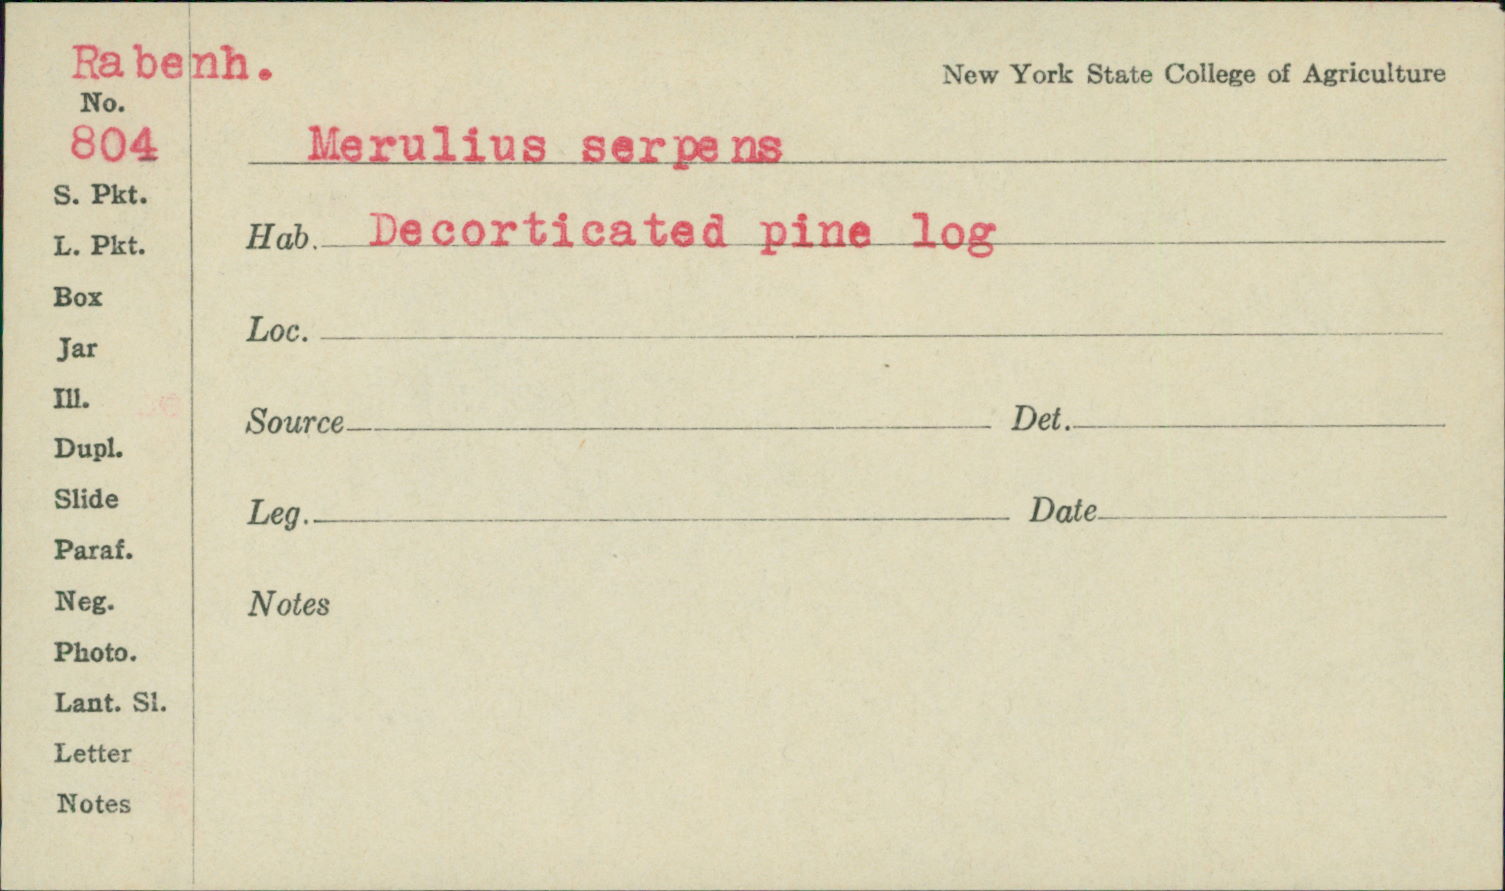 Rabenh.
New York State College of Agriculture
No.
804
Merulius serpens
S. Pkt.
L. Pkt.
Hab. Decorticated pine log
Box
Loc.
Jar
Ill.
Source Det.
Dupl.
Slide
Leg. Date
Paraf.
Neg.
Notes
Photo.
Lant. Sl.
Letter
Notes